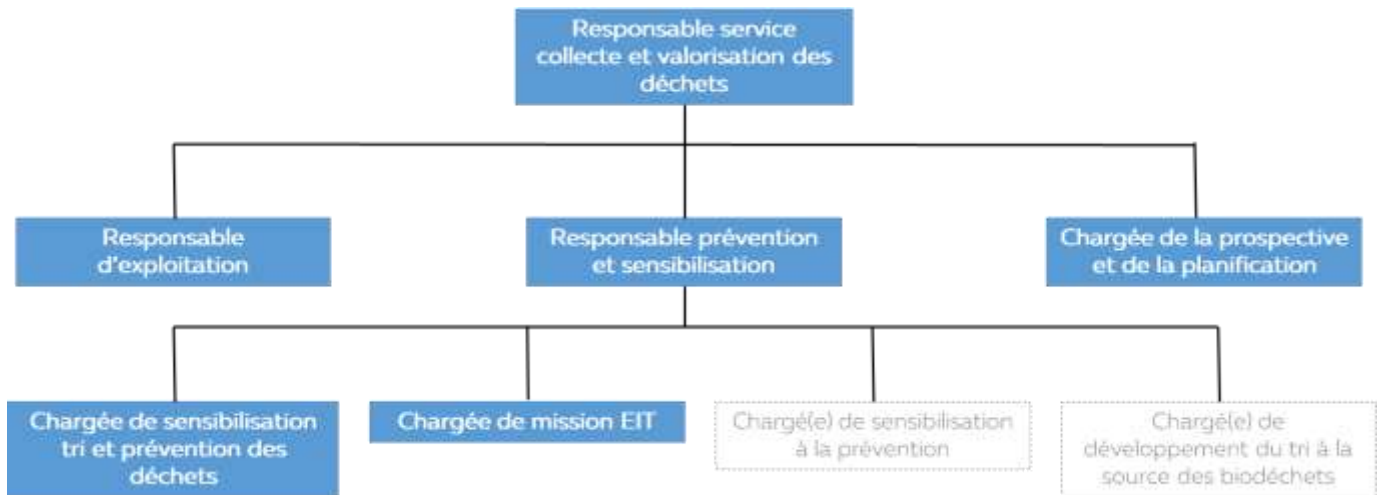 Responsable service
collecte et valorisation des
déchets
Responsable
d'exploitation
Responsable prévention
et sensibilisation
Chargée de la prospective
et de la planification
Chargée de sensibilisation
tri et prévention des
déchets
Chargée de mission EIT
Chargé(e) de sensibilisation
à la prévention
Chargé(e) de
développement du tri à la
source des biodéchets